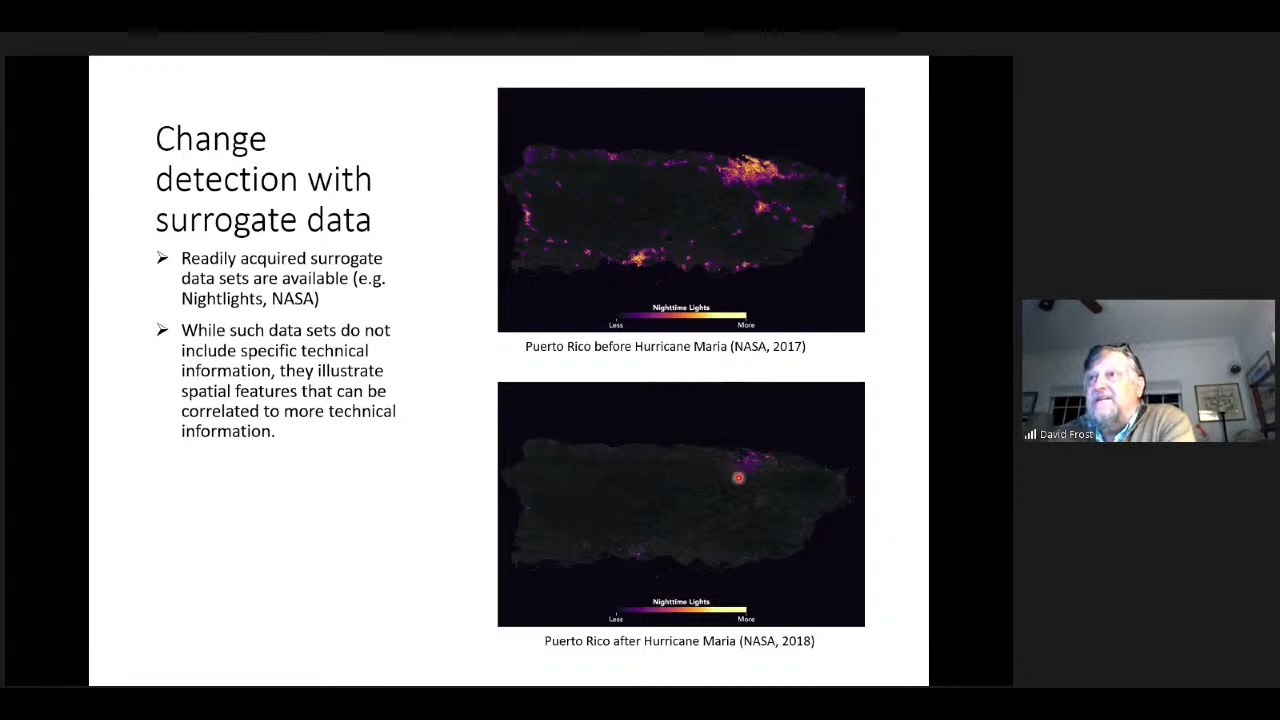 Change
detection with
surrogate data
Readily acquired surrogate
data sets are available (e.g.
Nightlights, NASA)
While such data sets do not
include specific technical
information, they illustrate
spatial features that can be
correlated to more technical
information.
Nighttime Lights
Less More
Puerto Rico before Hurricane Maria (NASA, 2017)
Nighttime Lights
Less More
Puerto Rico after Hurricane Maria (NASA, 2018)
David Frost